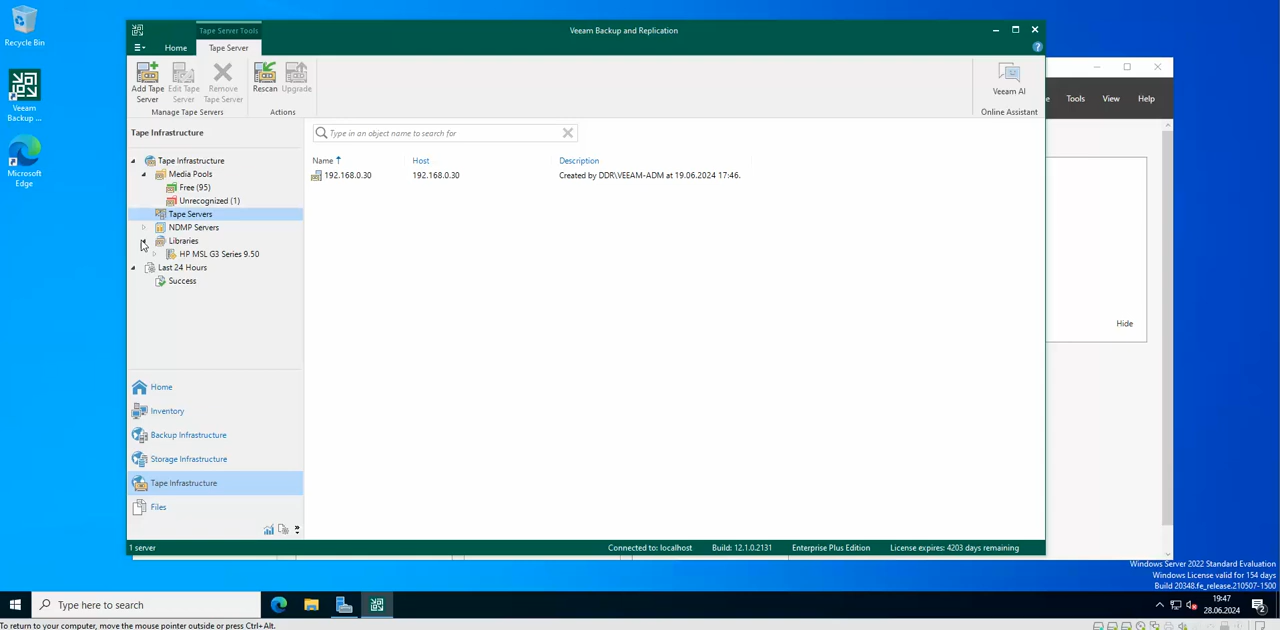 Recycle Bin
Veeam
Backup ...
Microsoft
Edge
Tape Server Tools
Veeam Backup and Replication
Home
Tape Server
Add Tape
Server
Edit Tape
Server
Remove
Tape Server
Rescan
Upgrade
Veeam AI
Manage Tape Servers
Actions
Online Assistant
Tools
View
Help
Tape Infrastructure
Type in an object name to search for
Tape Infrastructure
Media Pools
Free (95)
Unrecognized (1)
Tape Servers
NDMP Servers
Libraries
HP MSL G3 Series 9.50
Last 24 Hours
Success
Name
Host
Description
192.168.0.30
192.168.0.30
Created by DDR\VEEAM-ADM at 19.06.2024 17:46.
Hide
Home
Inventory
Backup Infrastructure
Storage Infrastructure
Tape Infrastructure
Files
1 server
Connected to: localhost
Build: 12.1.0.2131
Enterprise Plus Edition
License expires: 4203 days remaining
Windows Server 2022 Standard Evaluation
Windows License valid for 154 days
Build 20348.fe_release.210507-1500
Type here to search
19:47
28.06.2024
2
To return to your computer, move the mouse pointer outside or press Ctrl+Alt.